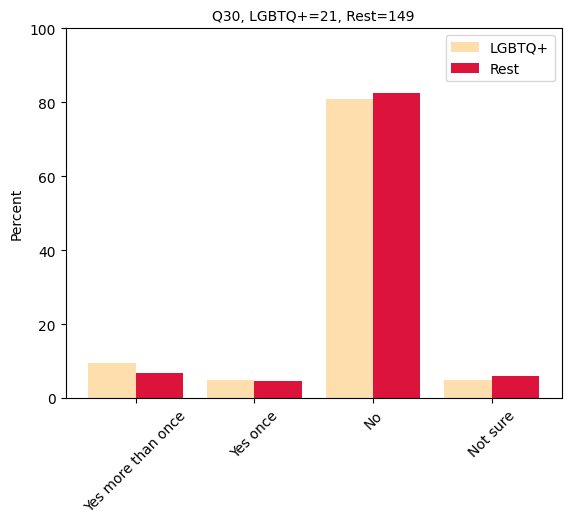 Q30, LGBTQ+=21, Rest=149
LGBTQ+
Rest
Percent
100
80
60
40
20
0
Yes more than once
Yes once
No
Not sure